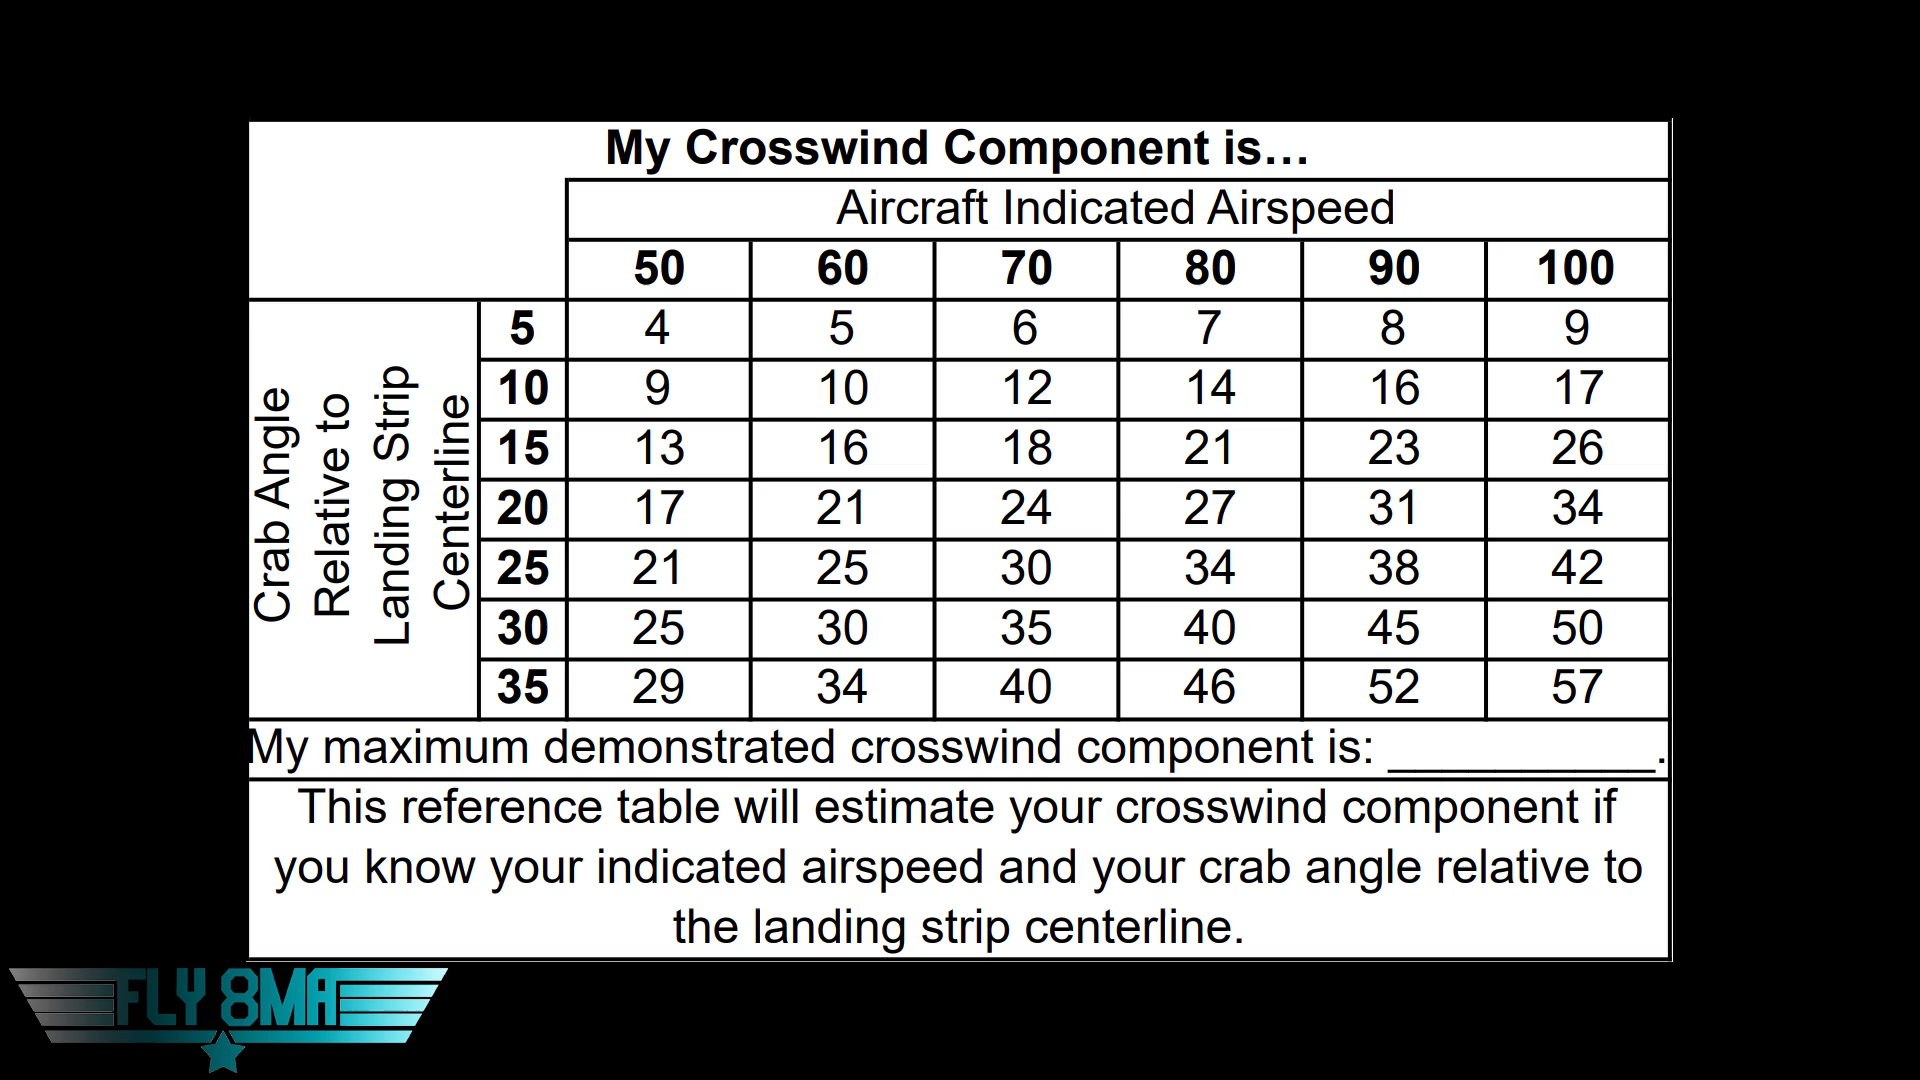 My Crosswind Component is…
Aircraft Indicated Airspeed
50 60 70 80 90 100
Crab Angle
Relative to
Landing Strip
Centerline
5 4 5 6 7 8 9
10 9 10 12 14 16 17
15 13 16 18 21 23 26
20 17 21 24 27 31 34
25 21 25 30 34 38 42
30 25 30 35 40 45 50
35 29 34 40 46 52 57
My maximum demonstrated crosswind component is: __________.
This reference table will estimate your crosswind component if
you know your indicated airspeed and your crab angle relative to
the landing strip centerline.
FLY 8MA